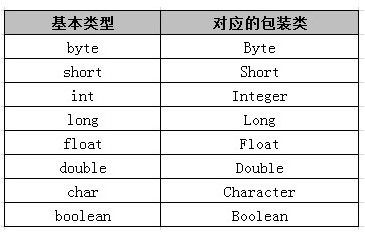 基本类型 对应的包装类
byte Byte
short Short
int Integer
long Long
float Float
double Double
char Character
boolean Boolean